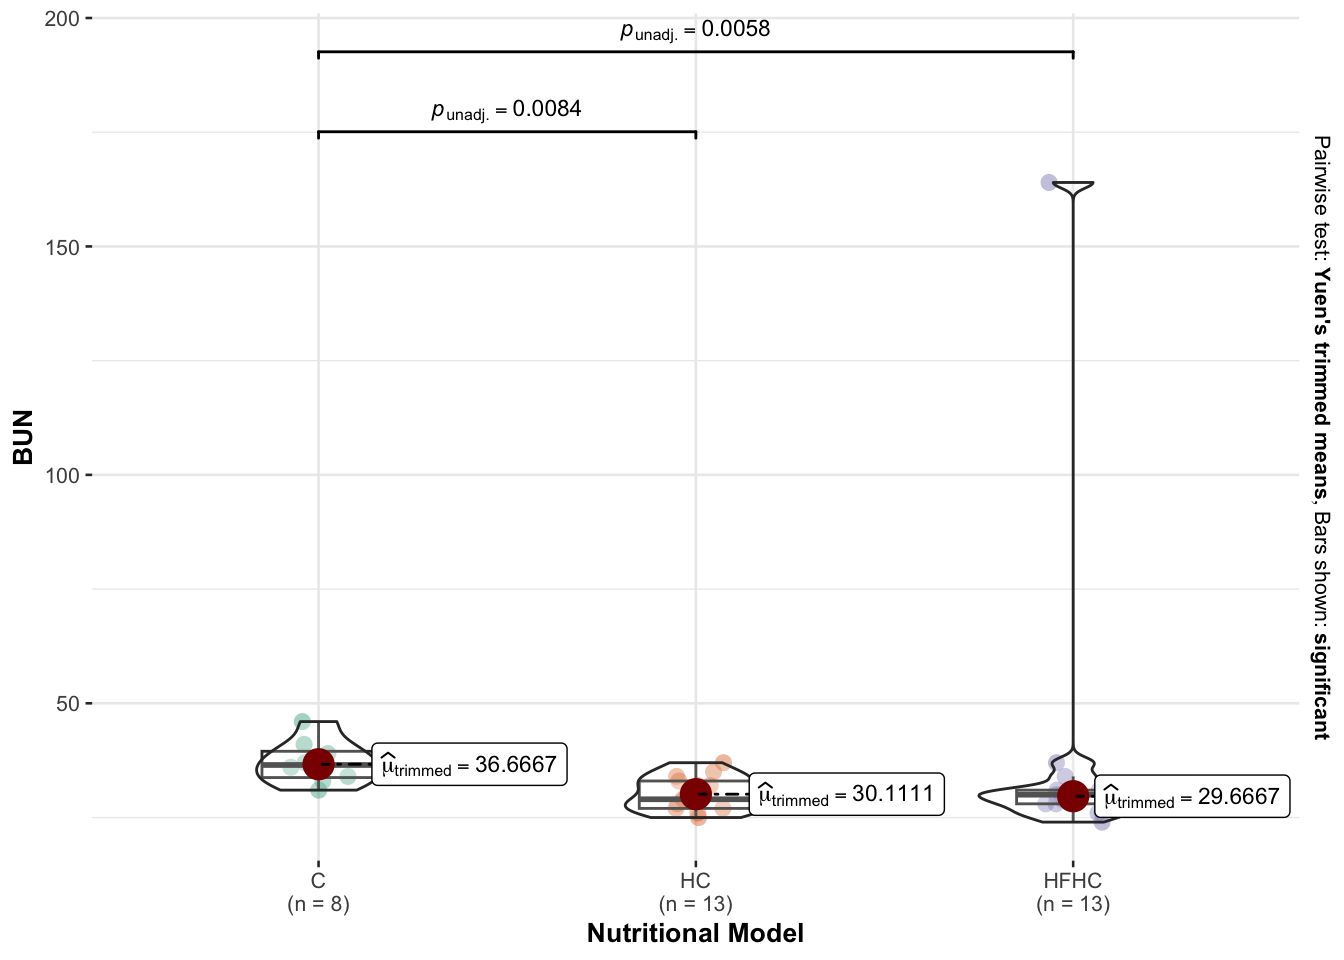 200
p unadj. = 0.0058
p unadj. = 0.0084
150
100
50
BUN
μ̂ trimmed = 36.6667
μ̂ trimmed = 30.1111
μ̂ trimmed = 29.6667
C
(n = 8)
HC
(n = 13)
HFHC
(n = 13)
Nutritional Model
Pairwise test: Yuen's trimmed means, Bars shown: significant